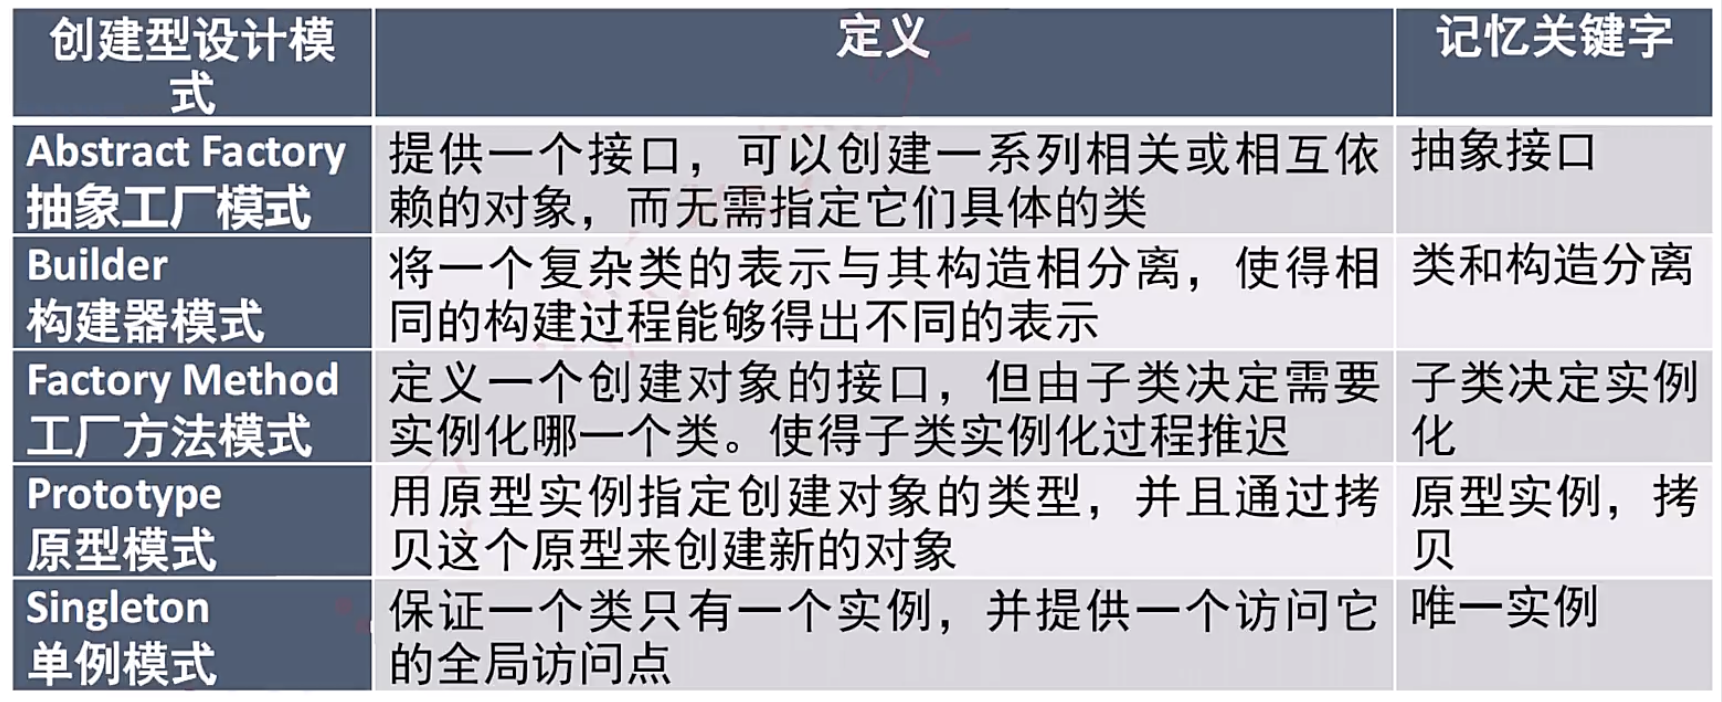 创建型设计模
式
定义
记忆关键字
Abstract Factory
抽象工厂模式
提供一个接口，可以创建一系列相关或相互依
赖的对象，而无需指定它们具体的类
抽象接口
Builder
构建器模式
将一个复杂类的表示与其构造相分离，使得相
同的构建过程能够得出不同的表示
类和构造分离
Factory Method
工厂方法模式
定义一个创建对象的接口，但由子类决定需要
实例化哪一个类。使得子类实例化过程推迟
子类决定实例
化
Prototype
原型模式
用原型实例指定创建对象的类型，并且通过拷
贝这个原型来创建新的对象
原型实例，拷
贝
Singleton
单例模式
保证一个类只有一个实例，并提供一个访问它
的全局访问点
唯一实例